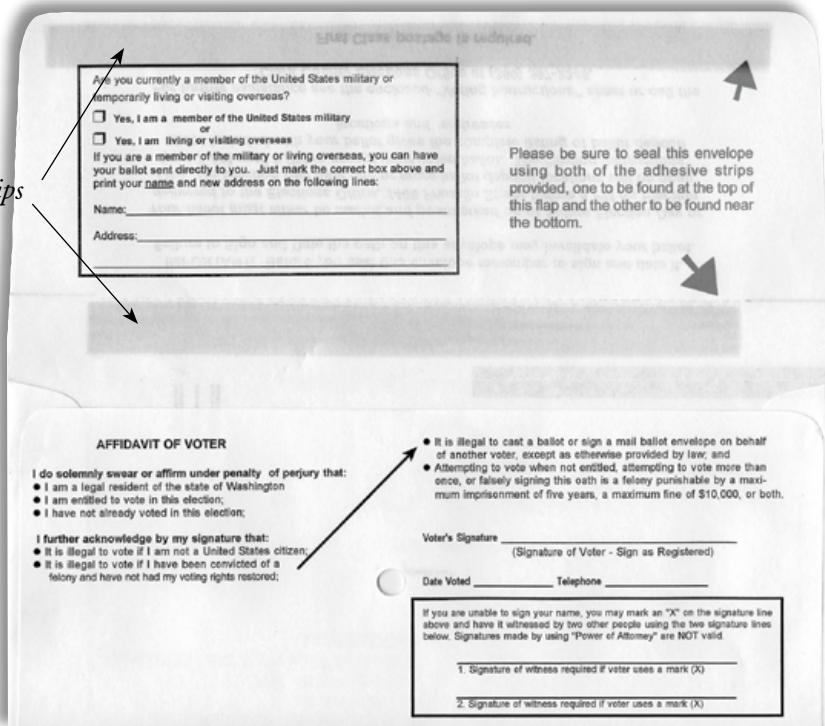 First Class postage is required.
Are you currently a member of the United States military or
temporarily living or visiting overseas?
Yes, I am a member of the United States military
or
Yes, I am living or visiting overseas
If you are a member of the military or living overseas, you can have
your ballot sent directly to you. Just mark the correct box above and
print your name and new address on the following lines:
Name:
Address:
ips
Please be sure to seal this envelope
using both of the adhesive strips
provided, one to be found at the top of
this flap and the other to be found near
the bottom.
AFFIDAVIT OF VOTER
I do solemnly swear or affirm under penalty of perjury that:
● I am a legal resident of the state of Washington
● I am entitled to vote in this election;
● I have not already voted in this election;
I further acknowledge by my signature that:
● It is illegal to vote if I am not a United States citizen;
● It is illegal to vote if I have been convicted of a
felony and have not had my voting rights restored;
● It is illegal to cast a ballot or sign a mail ballot envelope on behalf
of another voter, except as otherwise provided by law; and
● Attempting to vote when not entitled, attempting to vote more than
once, or falsely signing this oath is a felony punishable by a maxi-
mum imprisonment of five years, a maximum fine of $10,000, or both.
Voter's Signature
(Signature of Voter - Sign as Registered)
Date Voted Telephone
If you are unable to sign your name, you may mark an "X" on the signature line
above and have it witnessed by two other people using the two signature lines
below. Signatures made by using "Power of Attorney" are NOT valid.
1. Signature of witness required if voter uses a mark (X)
2. Signature of witness required if voter uses a mark (X)